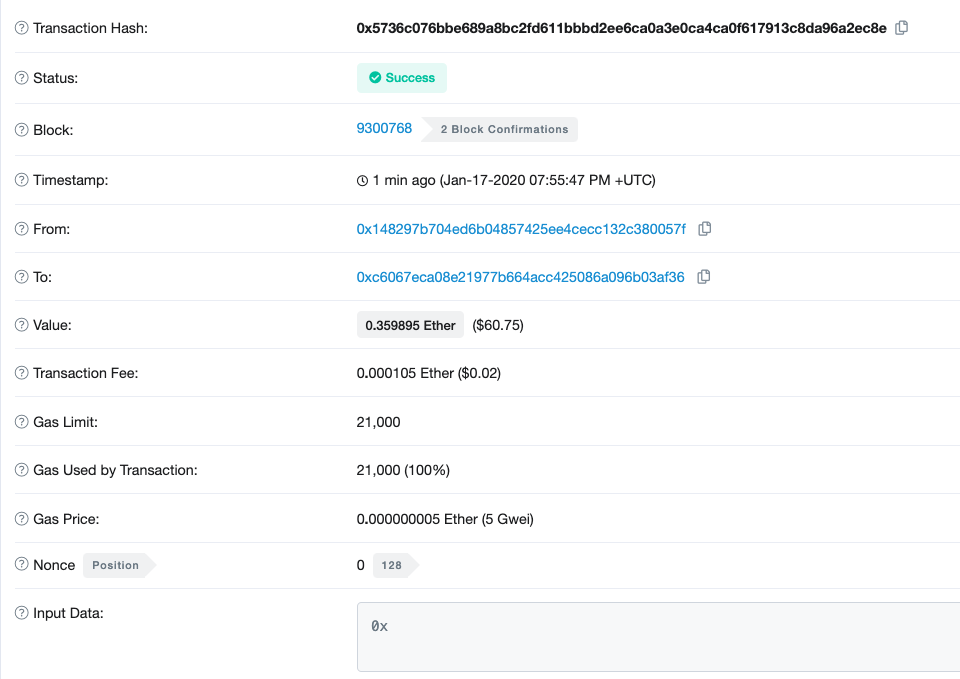 Transaction Hash: 0x5736c076bbe689a8bc2fd611bbbd2ee6ca0a3e0ca4ca0f617913c8da96a2ec8e
Status: Success
Block: 9300768 2 Block Confirmations
Timestamp: 1 min ago (Jan-17-2020 07:55:47 PM +UTC)
From: 0x148297b704ed6b04857425ee4cecc132c380057f
To: 0xc6067eca08e21977b664acc425086a096b03af36
Value: 0.359895 Ether ($60.75)
Transaction Fee: 0.000105 Ether ($0.02)
Gas Limit: 21,000
Gas Used by Transaction: 21,000 (100%)
Gas Price: 0.000000005 Ether (5 Gwei)
Nonce Position 0 128
Input Data: 0x